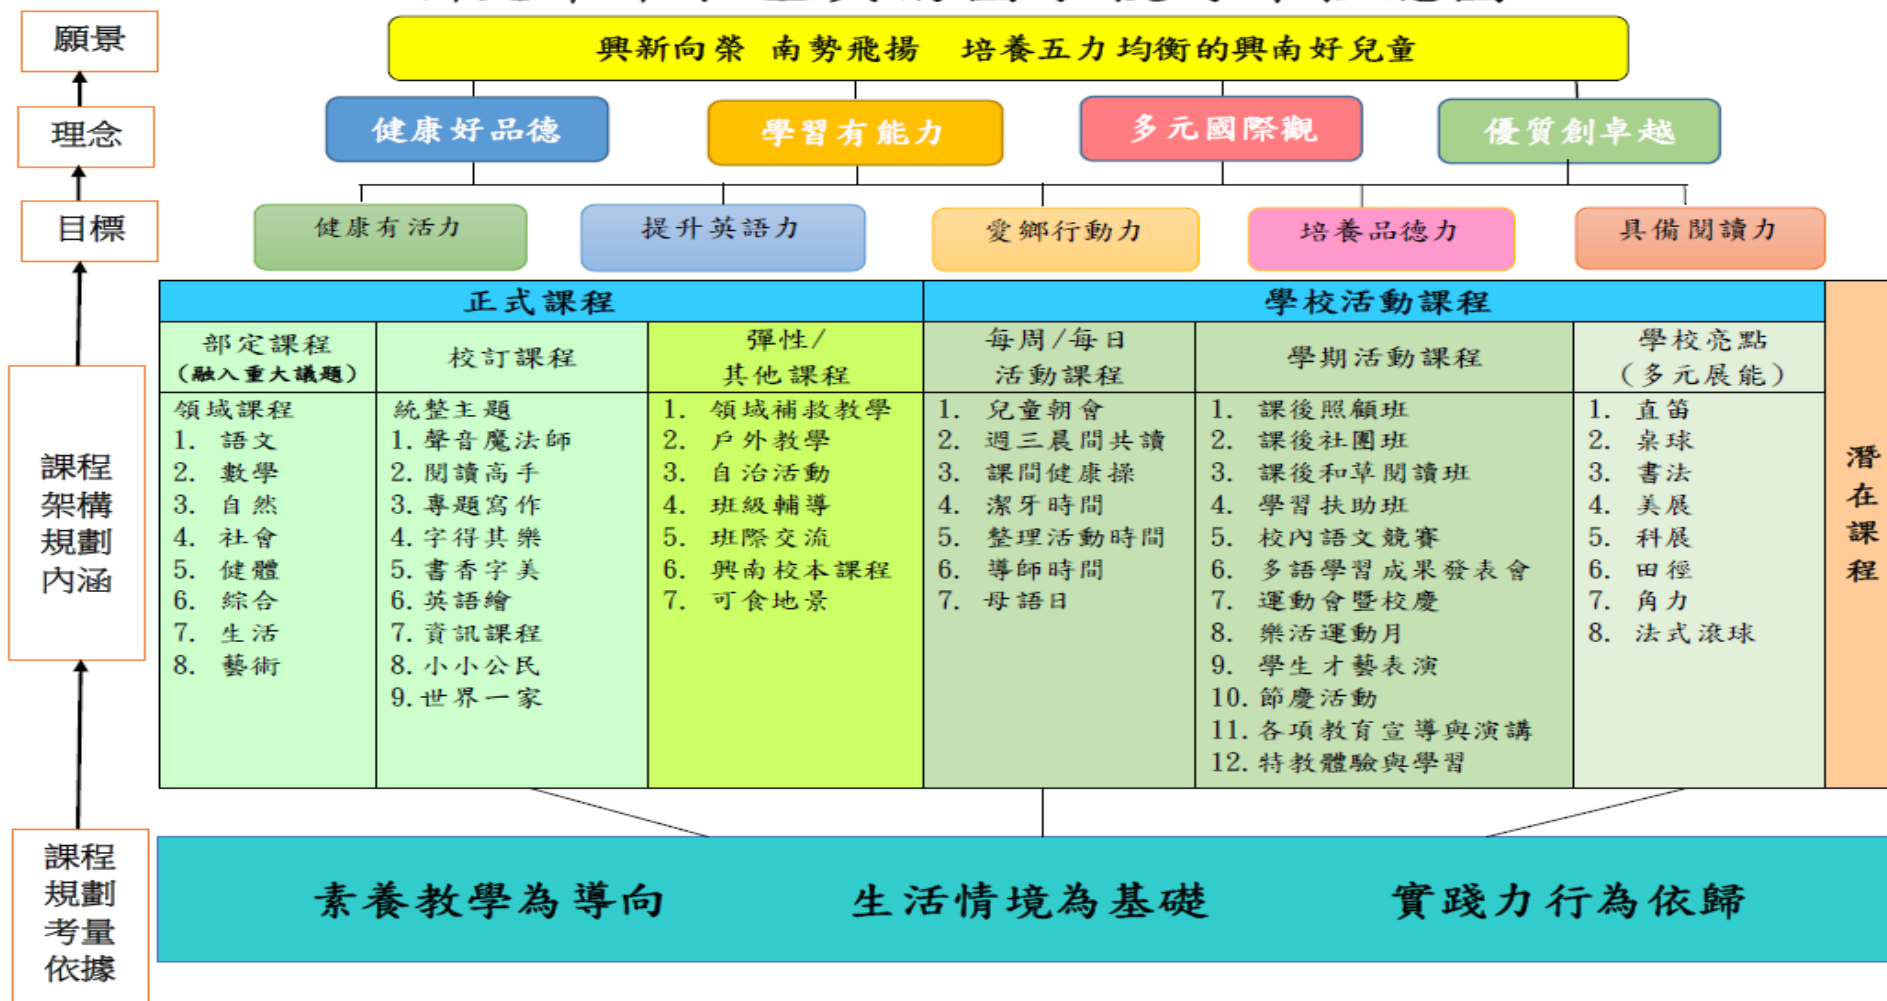 願景
興新向榮 南勢飛揚 培養五力均衡的興南好兒童
理念
健康好品德
學習有能力
多元國際觀
優質創卓越
目標
健康有活力
提升英語力
愛鄉行動力
培養品德力
具備閱讀力
課程
架構
規劃
內涵
正式課程
學校活動課程
部定課程
(融入重大議題)
校訂課程
彈性/
其他課程
每周/每日
活動課程
學期活動課程
學校亮點
(多元展能)
領域課程
1. 語文
2. 數學
3. 自然
4. 社會
5. 健體
6. 綜合
7. 生活
8. 藝術
統整主題
1.聲音魔法師
2.閱讀高手
3.專題寫作
4.字得其樂
5.書香字美
6.英語繪
7.資訊課程
8.小小公民
9.世界一家
1. 領域補救教學
2. 戶外教學
3. 自治活動
4. 班級輔導
5. 班際交流
6. 興南校本課程
7. 可食地景
1. 兒童朝會
2. 週三晨間共讀
3. 課間健康操
4. 潔牙時間
5. 整理活動時間
6. 導師時間
7. 母語日
1. 課後照顧班
2. 課後社團班
3. 課後和草閱讀班
4. 學習扶助班
5. 校內語文競賽
6. 多語學習成果發表會
7. 運動會暨校慶
8. 樂活運動月
9. 學生才藝表演
10.節慶活動
11.各項教育宣導與演講
12.特教體驗與學習
1. 直笛
2. 桌球
3. 書法
4. 美展
5. 科展
6. 田徑
7. 角力
8. 法式滾球
潛在課程
課程
規劃
考量
依據
素養教學為導向 生活情境為基礎 實踐力行為依歸